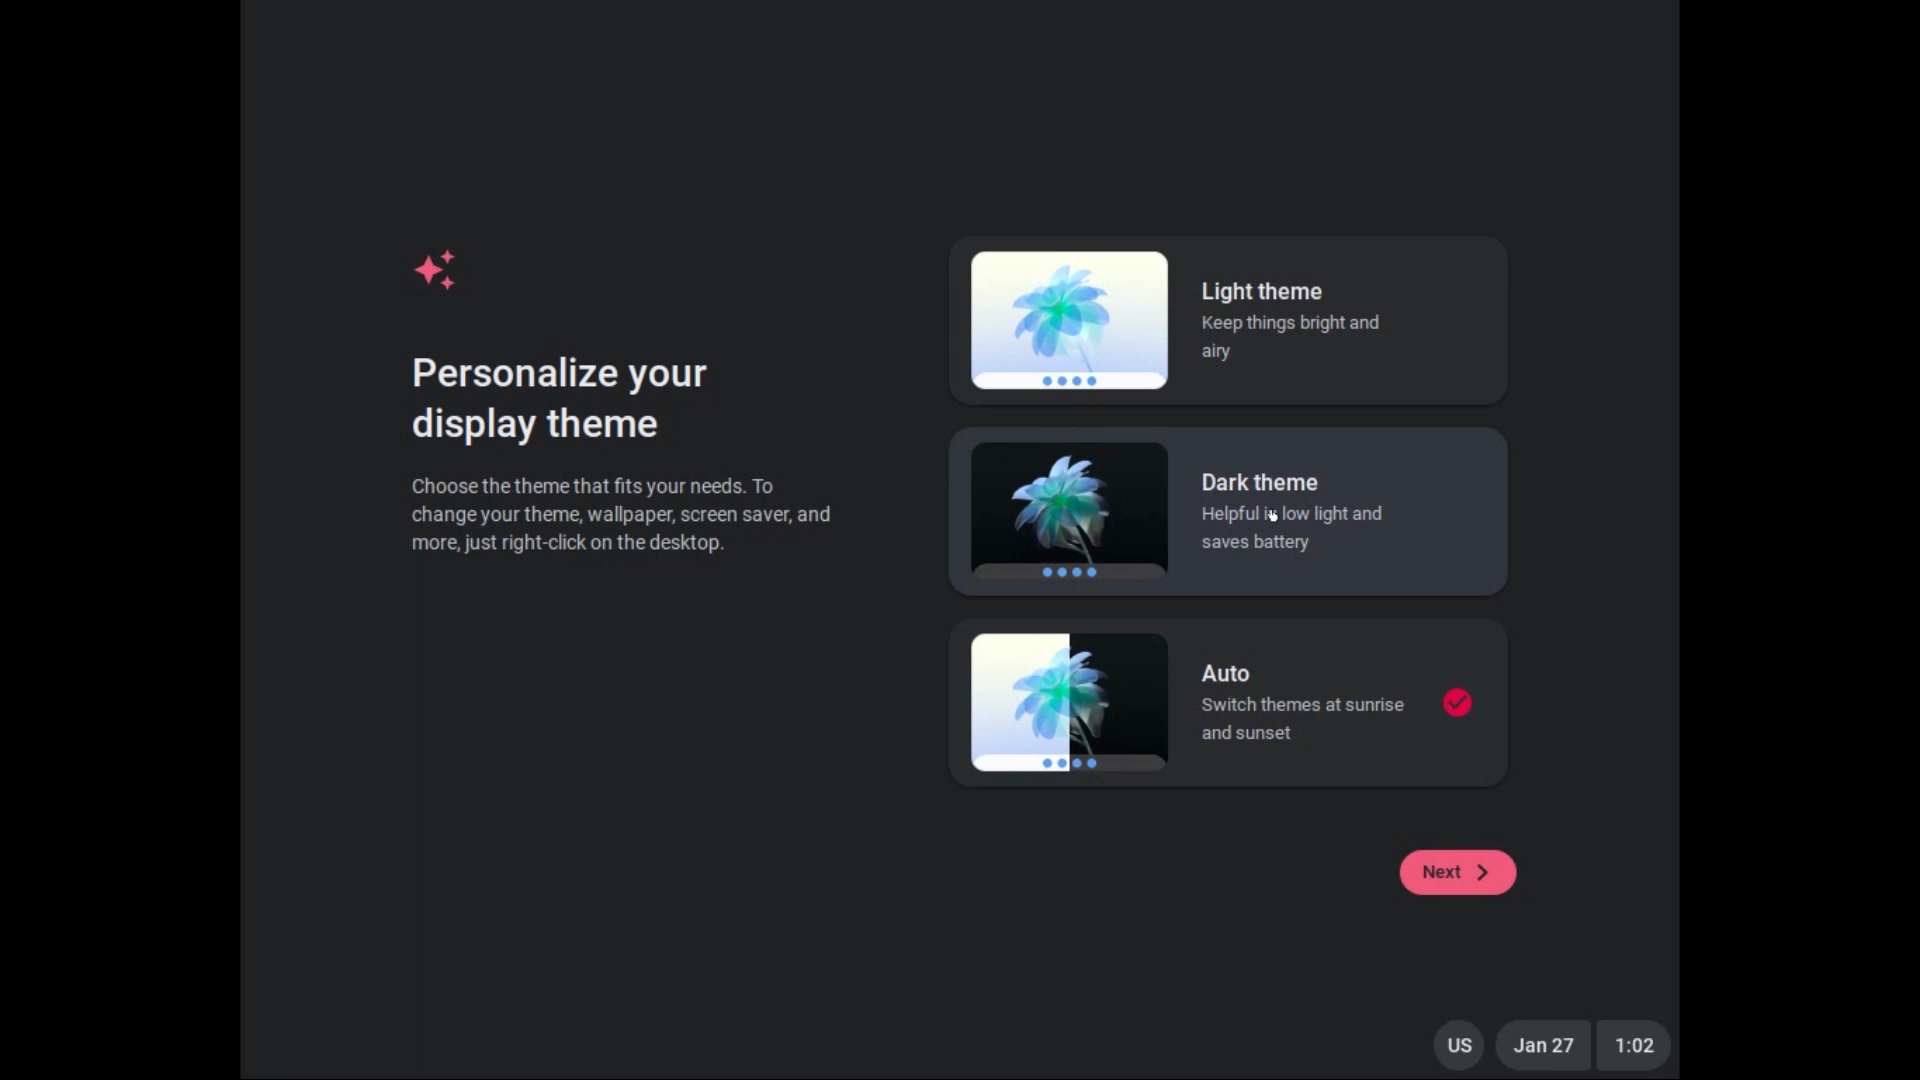 Personalize your
display theme
Choose the theme that fits your needs. To
change your theme, wallpaper, screen saver, and
more, just right-click on the desktop.
Light theme
Keep things bright and
airy
Dark theme
Helpful in low light and
saves battery
Auto
Switch themes at sunrise
and sunset
Next
US
Jan 27
1:02